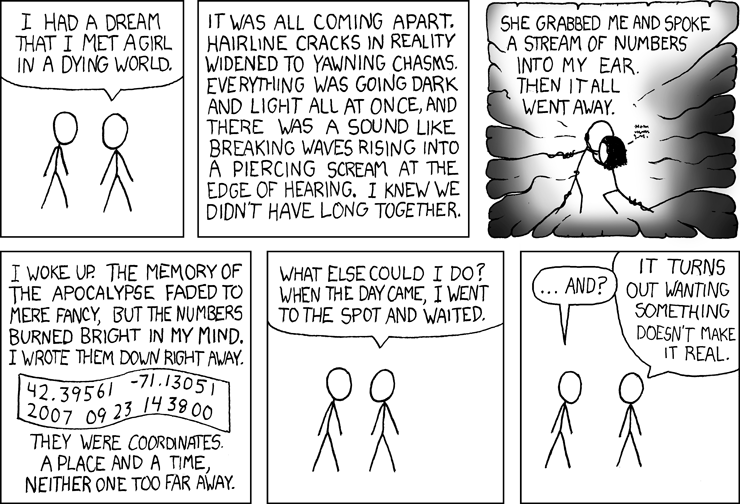 I HAD A DREAM
THAT I MET A GIRL
IN A DYING WORLD.
IT WAS ALL COMING APART.
HAIRLINE CRACKS IN REALITY
WIDENED TO YAWNING CHASMS.
EVERYTHING WAS GOING DARK
AND LIGHT ALL AT ONCE, AND
THERE WAS A SOUND LIKE
BREAKING WAVES RISING INTO
A PIERCING SCREAM AT THE
EDGE OF HEARING. I KNEW WE
DIDN'T HAVE LONG TOGETHER.
SHE GRABBED ME AND SPOKE
A STREAM OF NUMBERS
INTO MY EAR.
THEN IT ALL
WENT AWAY.
I WOKE UP. THE MEMORY OF
THE APOCALYPSE FADED TO
MERE FANCY, BUT THE NUMBERS
BURNED BRIGHT IN MY MIND.
I WROTE THEM DOWN RIGHT AWAY.
42.39561 -71.13051
2007 09 23 14 38 00
THEY WERE COORDINATES.
A PLACE AND A TIME,
NEITHER ONE TOO FAR AWAY.
WHAT ELSE COULD I DO?
WHEN THE DAY CAME, I WENT
TO THE SPOT AND WAITED.
... AND?
IT TURNS
OUT WANTING
SOMETHING
DOESN'T MAKE
IT REAL.